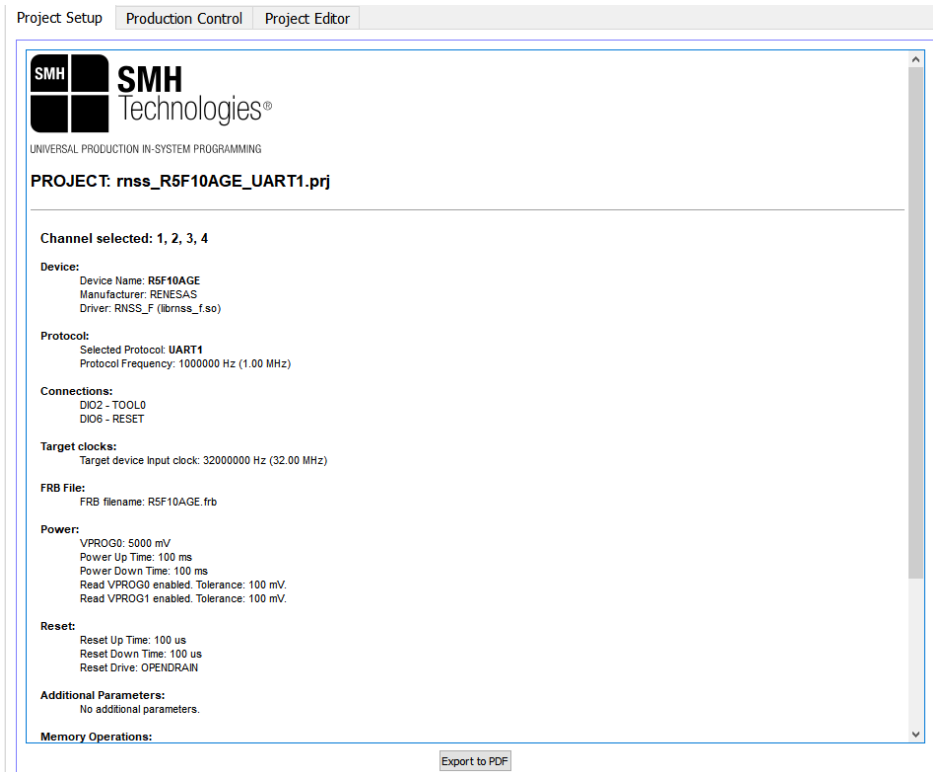 Project Setup
Production Control
Project Editor
SMH
SMH
Technologies®
UNIVERSAL PRODUCTION IN-SYSTEM PROGRAMMING
PROJECT: rnss_R5F10AGE_UART1.prj
Channel selected: 1, 2, 3, 4
Device:
Device Name: R5F10AGE
Manufacturer: RENESAS
Driver: RNSS_F (librnss_f.so)
Protocol:
Selected Protocol: UART1
Protocol Frequency: 1000000 Hz (1.00 MHz)
Connections:
DIO2 - TOOL0
DIO6 - RESET
Target clocks:
Target device Input clock: 32000000 Hz (32.00 MHz)
FRB File:
FRB filename: R5F10AGE.frb
Power:
VPROG0: 5000 mV
Power Up Time: 100 ms
Power Down Time: 100 ms
Read VPROG0 enabled. Tolerance: 100 mV.
Read VPROG1 enabled. Tolerance: 100 mV.
Reset:
Reset Up Time: 100 us
Reset Down Time: 100 us
Reset Drive: OPENDRAIN
Additional Parameters:
No additional parameters.
Memory Operations:
Export to PDF